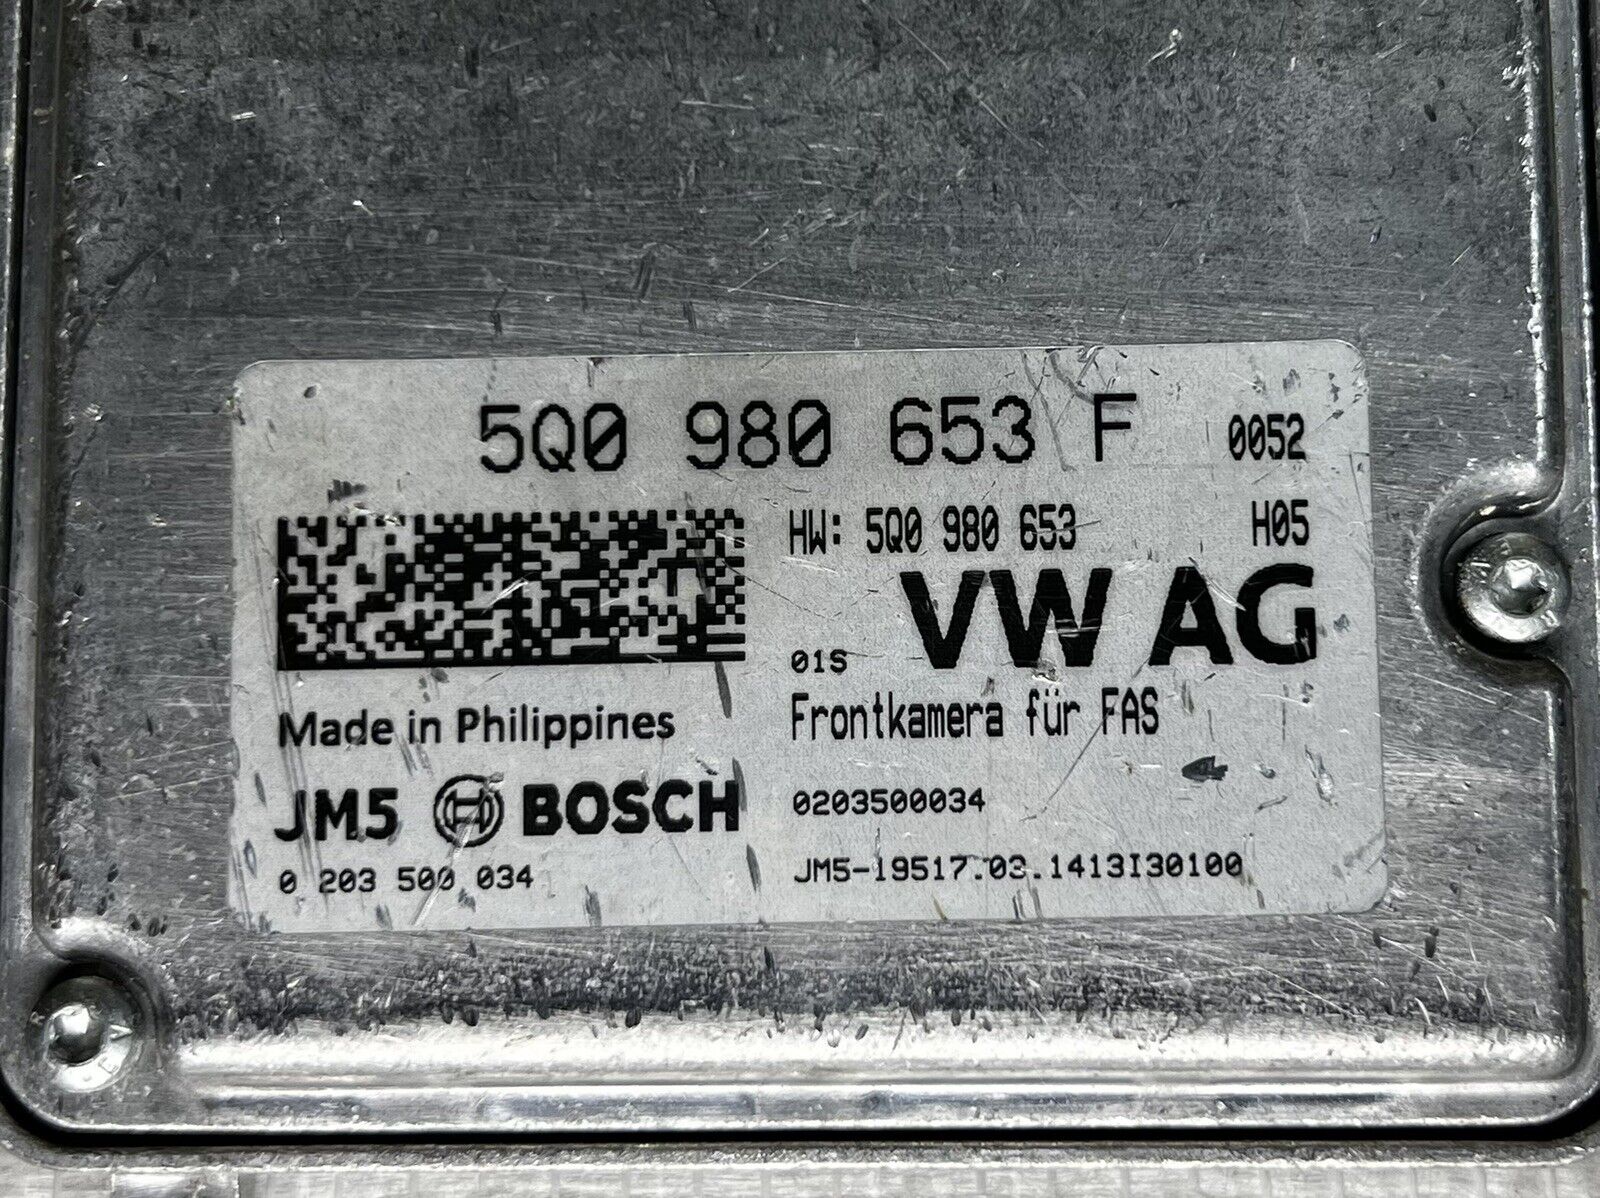 5Q0 980 653 F 0052
HW: 5Q0 980 653 H05
VW AG
01S
Frontkamera für FAS
Made in Philippines
JM5 BOSCH
0203500034
0 203 500 034
JM5-19517.03.1413I30100